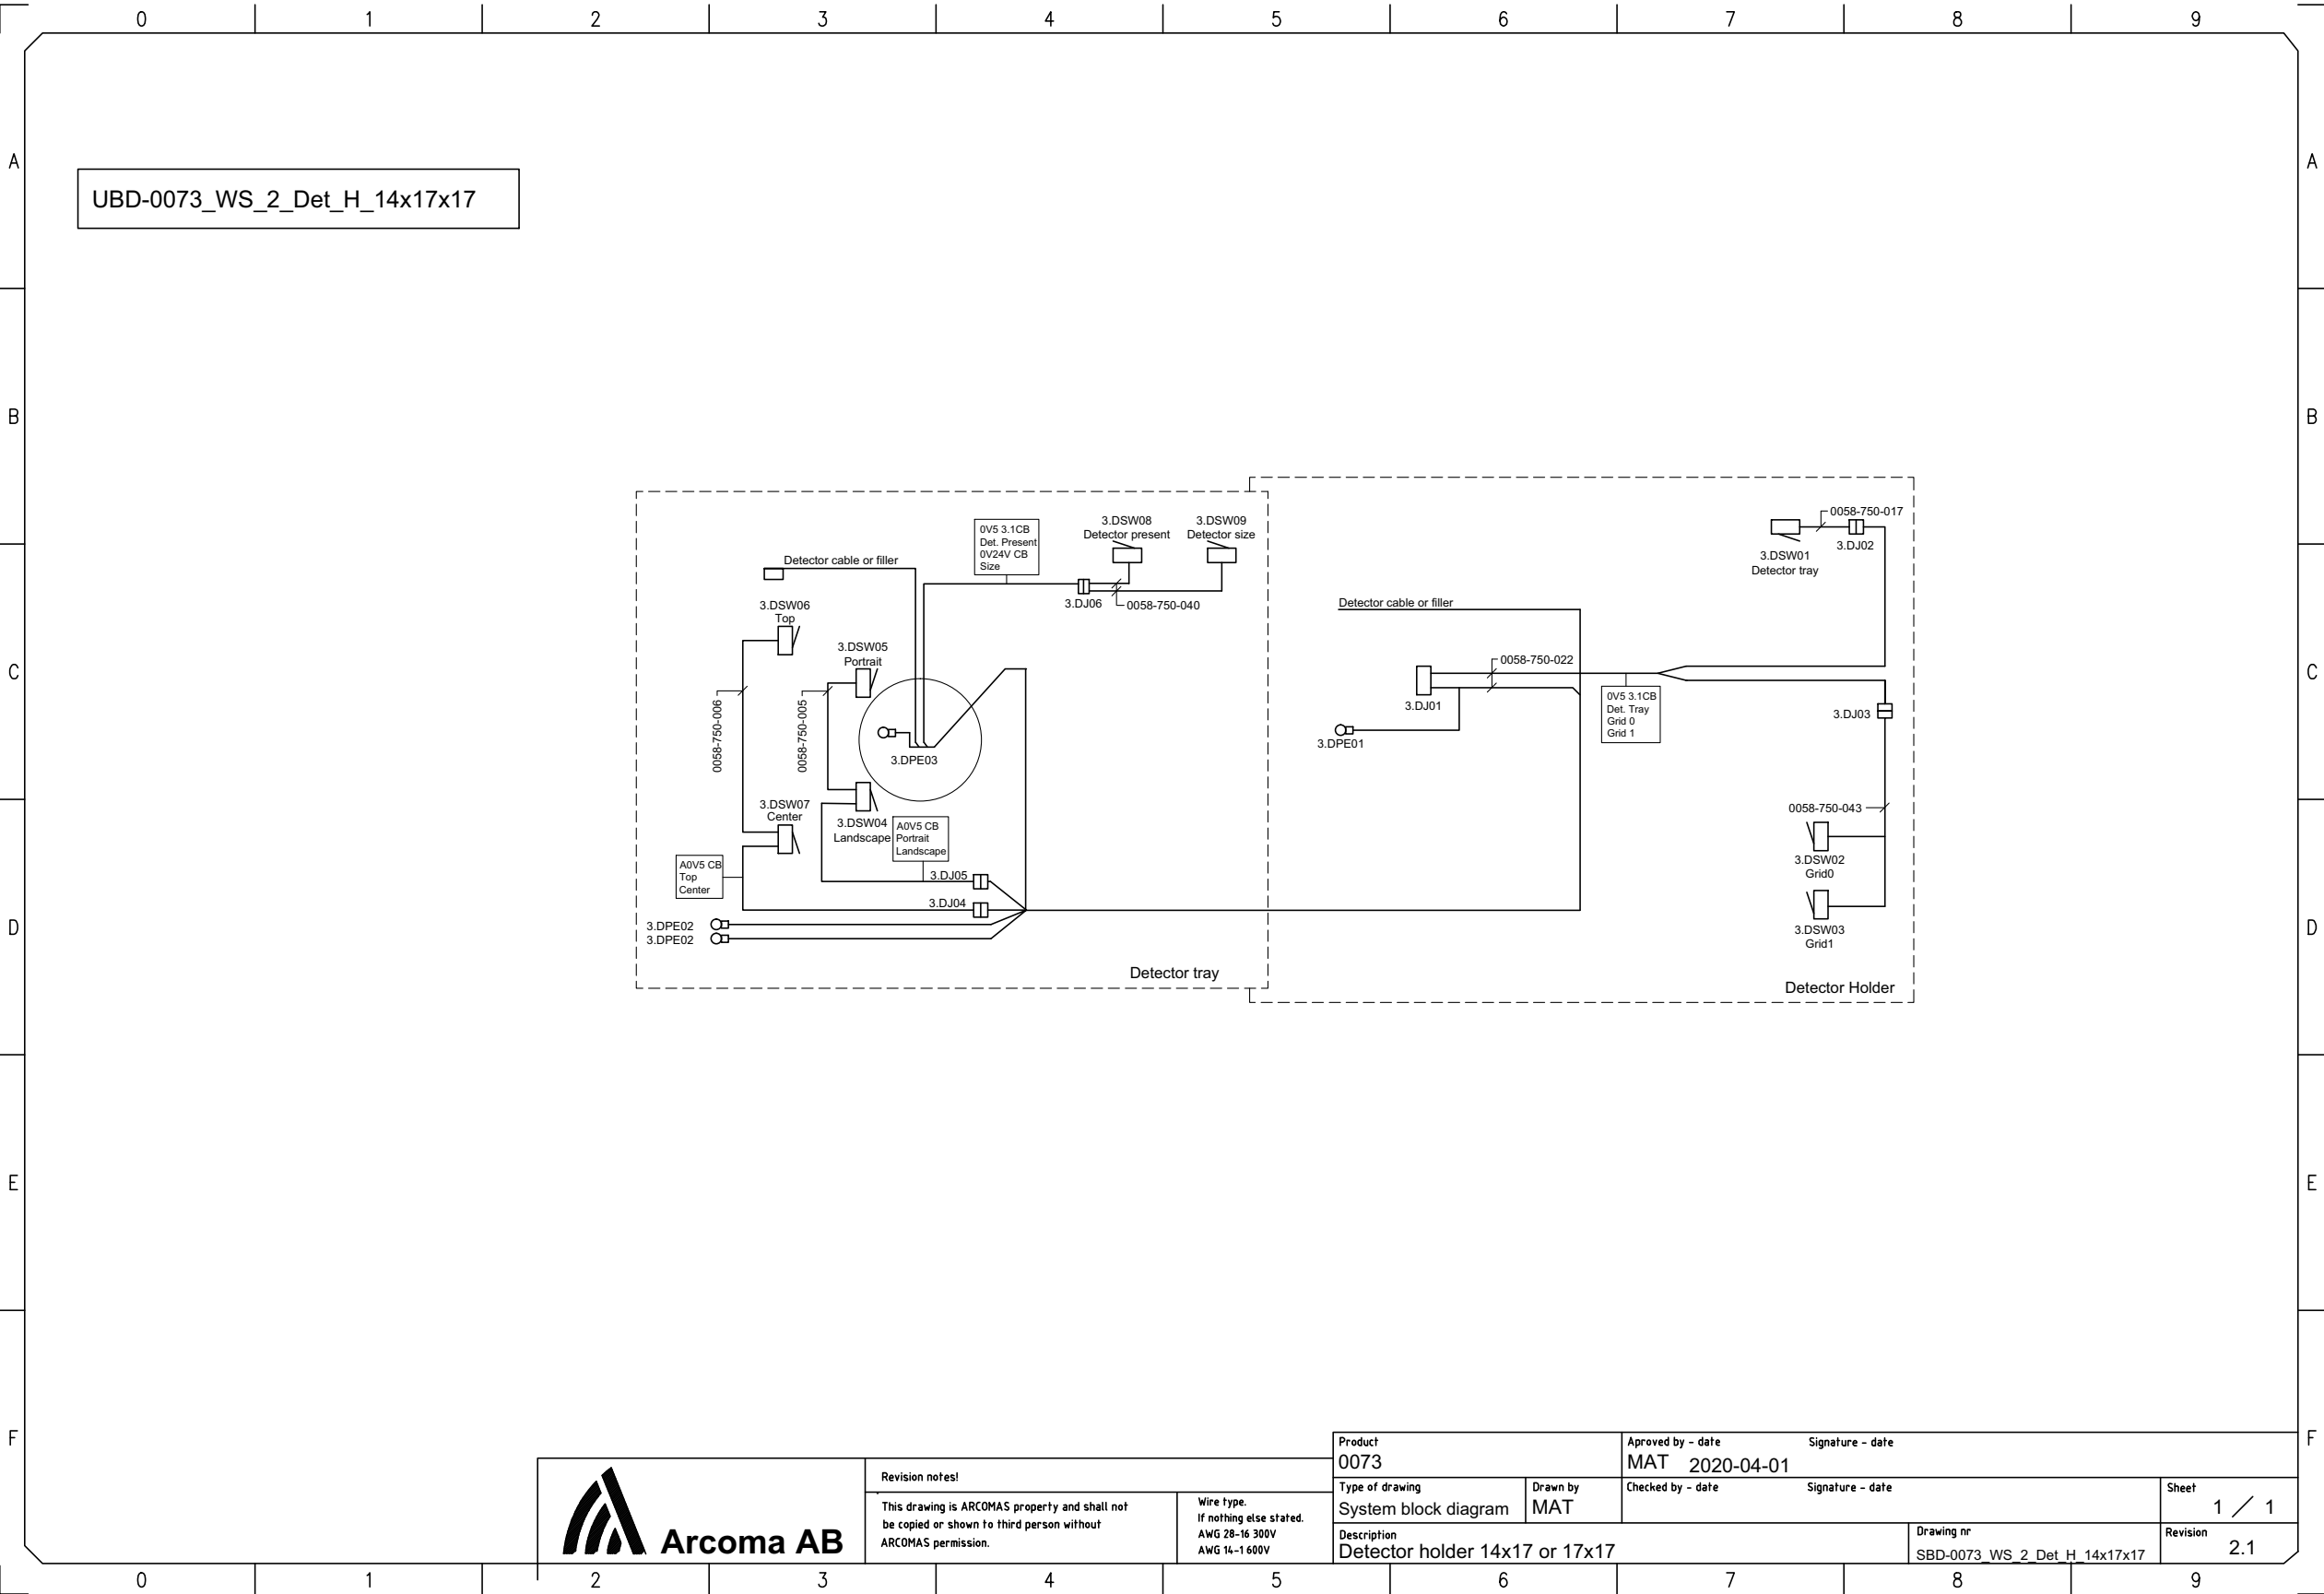 0 1 2 3 4 5 6 7 8 9
A A
UBD-0073_WS_2_Det_H_14x17x17
B B
C C
D D
E E
F F
0V5 3.1CB
Det. Present
0V24V CB
Size
3.DSW08
Detector present
3.DSW09
Detector size
Detector cable or filler
3.DJ06
0058-750-040
3.DSW06
Top
3.DSW05
Portrait
0058-750-006
0058-750-005
3.DPE03
3.DSW07
Center
3.DSW04
Landscape
A0V5 CB
Portrait
Landscape
A0V5 CB
Top
Center
3.DJ05
3.DJ04
3.DPE02
3.DPE02
Detector tray
0058-750-017
3.DJ02
3.DSW01
Detector tray
Detector cable or filler
0058-750-022
3.DJ01
3.DPE01
0V5 3.1CB
Det. Tray
Grid 0
Grid 1
3.DJ03
0058-750-043
3.DSW02
Grid0
3.DSW03
Grid1
Detector Holder
Arcoma AB
Revision notes!
This drawing is ARCOMAS property and shall not
be copied or shown to third person without
ARCOMAS permission.
Wire type.
If nothing else stated.
AWG 28-16 300V
AWG 14-1 600V
Product
0073
Aproved by - date
Signature - date
MAT 2020-04-01
Type of drawing
System block diagram
Drawn by
MAT
Checked by - date
Signature - date
Sheet
1 / 1
Description
Detector holder 14x17 or 17x17
Drawing nr
SBD-0073_WS_2_Det_H_14x17x17
Revision
2.1
0 1 2 3 4 5 6 7 8 9